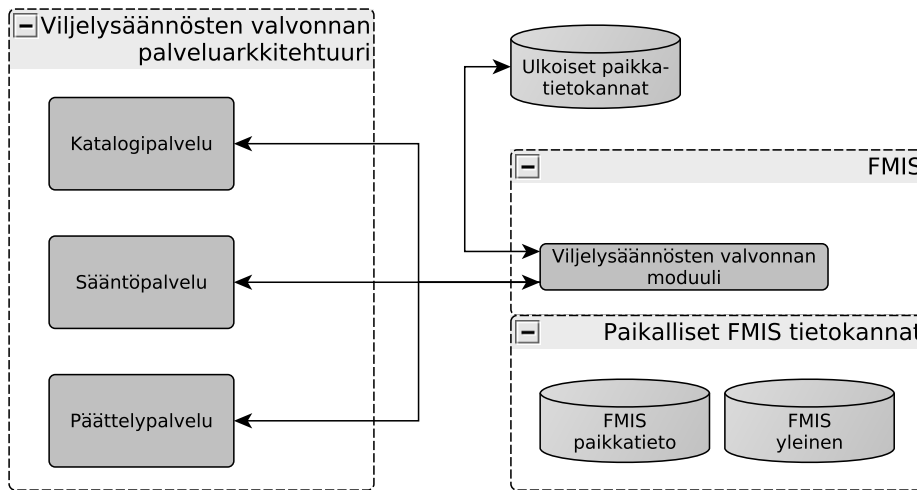 Viljelysäännösten valvonnan
palveluarkkitehtuuri
Katalogipalvelu
Sääntöpalvelu
Päättelypalvelu
Ulkoiset paikka-
tietokannat
FMIS
Viljelysäännösten valvonnan
moduuli
Paikalliset FMIS tietokannat
FMIS
paikkatieto
FMIS
yleinen